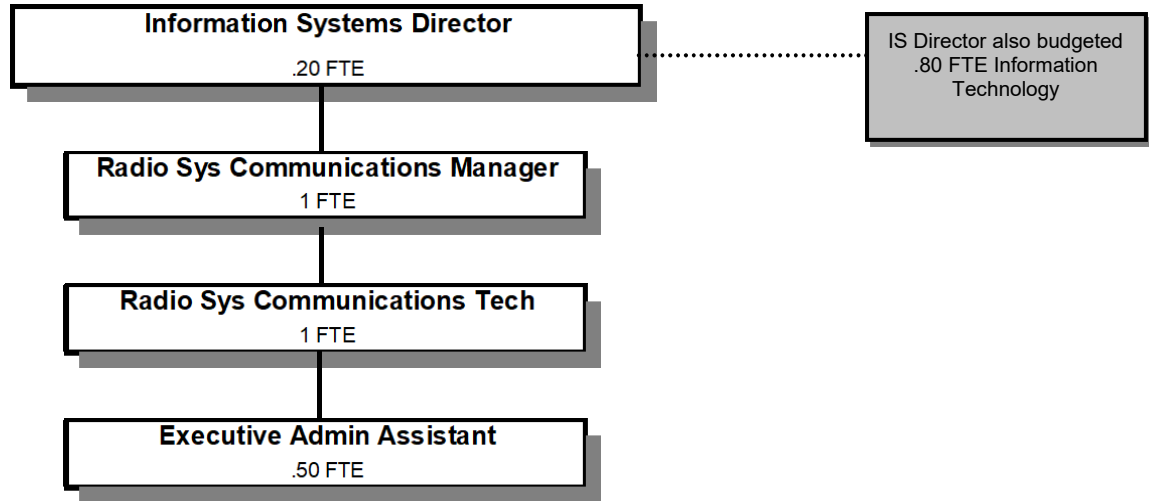 Information Systems Director
.20 FTE
IS Director also budgeted
.80 FTE Information
Technology
Radio Sys Communications Manager
1 FTE
Radio Sys Communications Tech
1 FTE
Executive Admin Assistant
.50 FTE